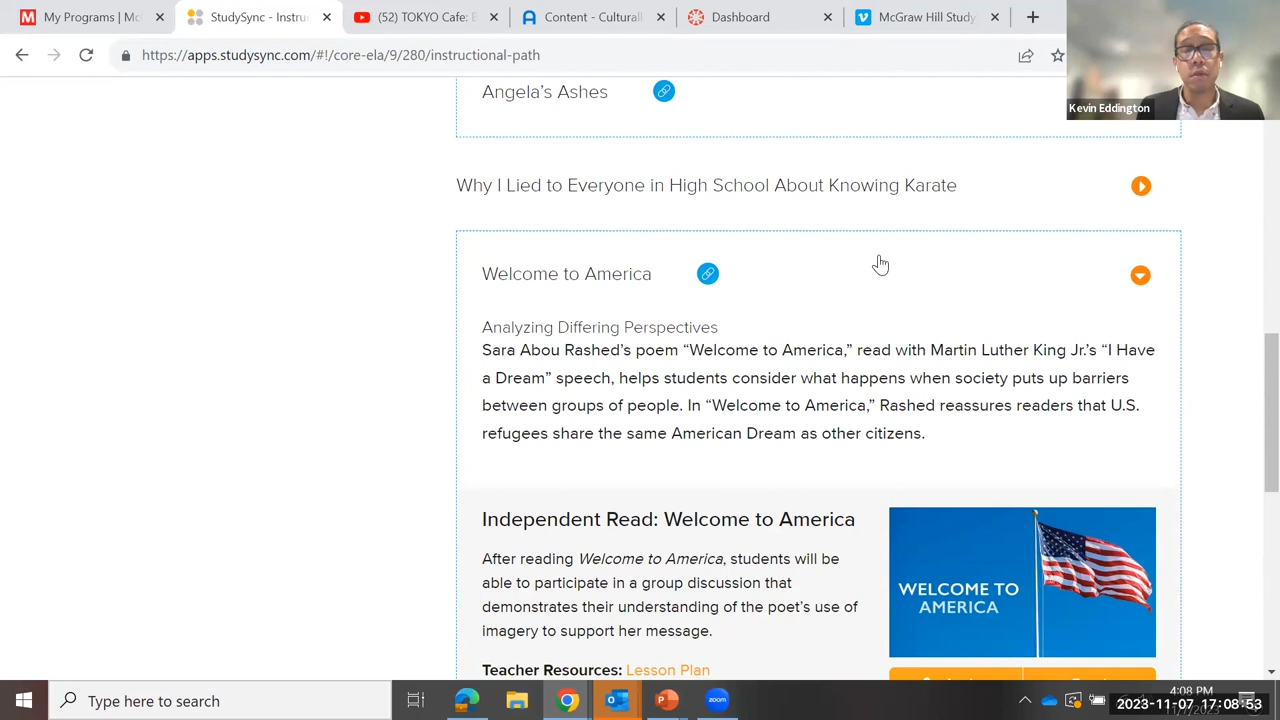 My Programs | Mc
StudySync - Instruc
(52) TOKYO Cafe: B
Content - Culturall
Dashboard
McGraw Hill Study
https://apps.studysync.com/#!/core-ela/9/280/instructional-path
Kevin Eddington
Angela's Ashes
Why I Lied to Everyone in High School About Knowing Karate
Welcome to America
Analyzing Differing Perspectives
Sara Abou Rashed's poem “Welcome to America,” read with Martin Luther King Jr.'s “I Have
a Dream” speech, helps students consider what happens when society puts up barriers
between groups of people. In “Welcome to America,” Rashed reassures readers that U.S.
refugees share the same American Dream as other citizens.
Independent Read: Welcome to America
After reading Welcome to America, students will be
able to participate in a group discussion that
demonstrates their understanding of the poet's use of
imagery to support her message.
Teacher Resources: Lesson Plan
WELCOME TO
AMERICA
Type here to search
zoom
4:08 PM
2023-11-07 17:08:53